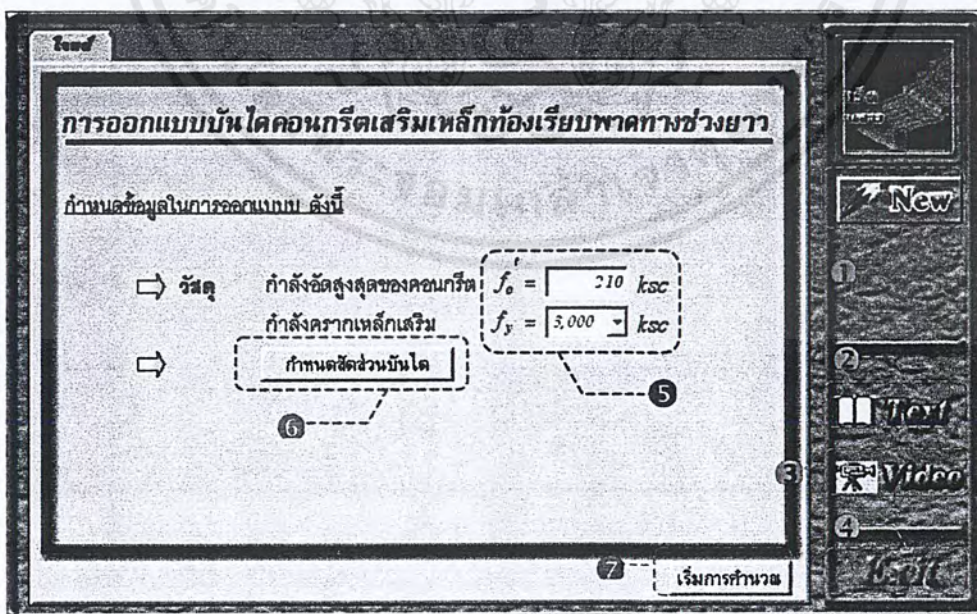 โจทย์
การออกแบบบันไดคอนกรีตเสริมเหล็กท้องเรียบพาดทางช่วงยาว
กำหนดข้อมูลในการออกแบบบ ดังนี้
วัสดุ กำลังอัดสูงสุดของคอนกรีต f'c = 210 ksc
กำลังครากเหล็กเสริม fy = 3,000 ksc
กำหนดสัดส่วนบันได
5
6
7 เริ่มการคำนวณ
New
1
2
Text
3
Video
4
Exit